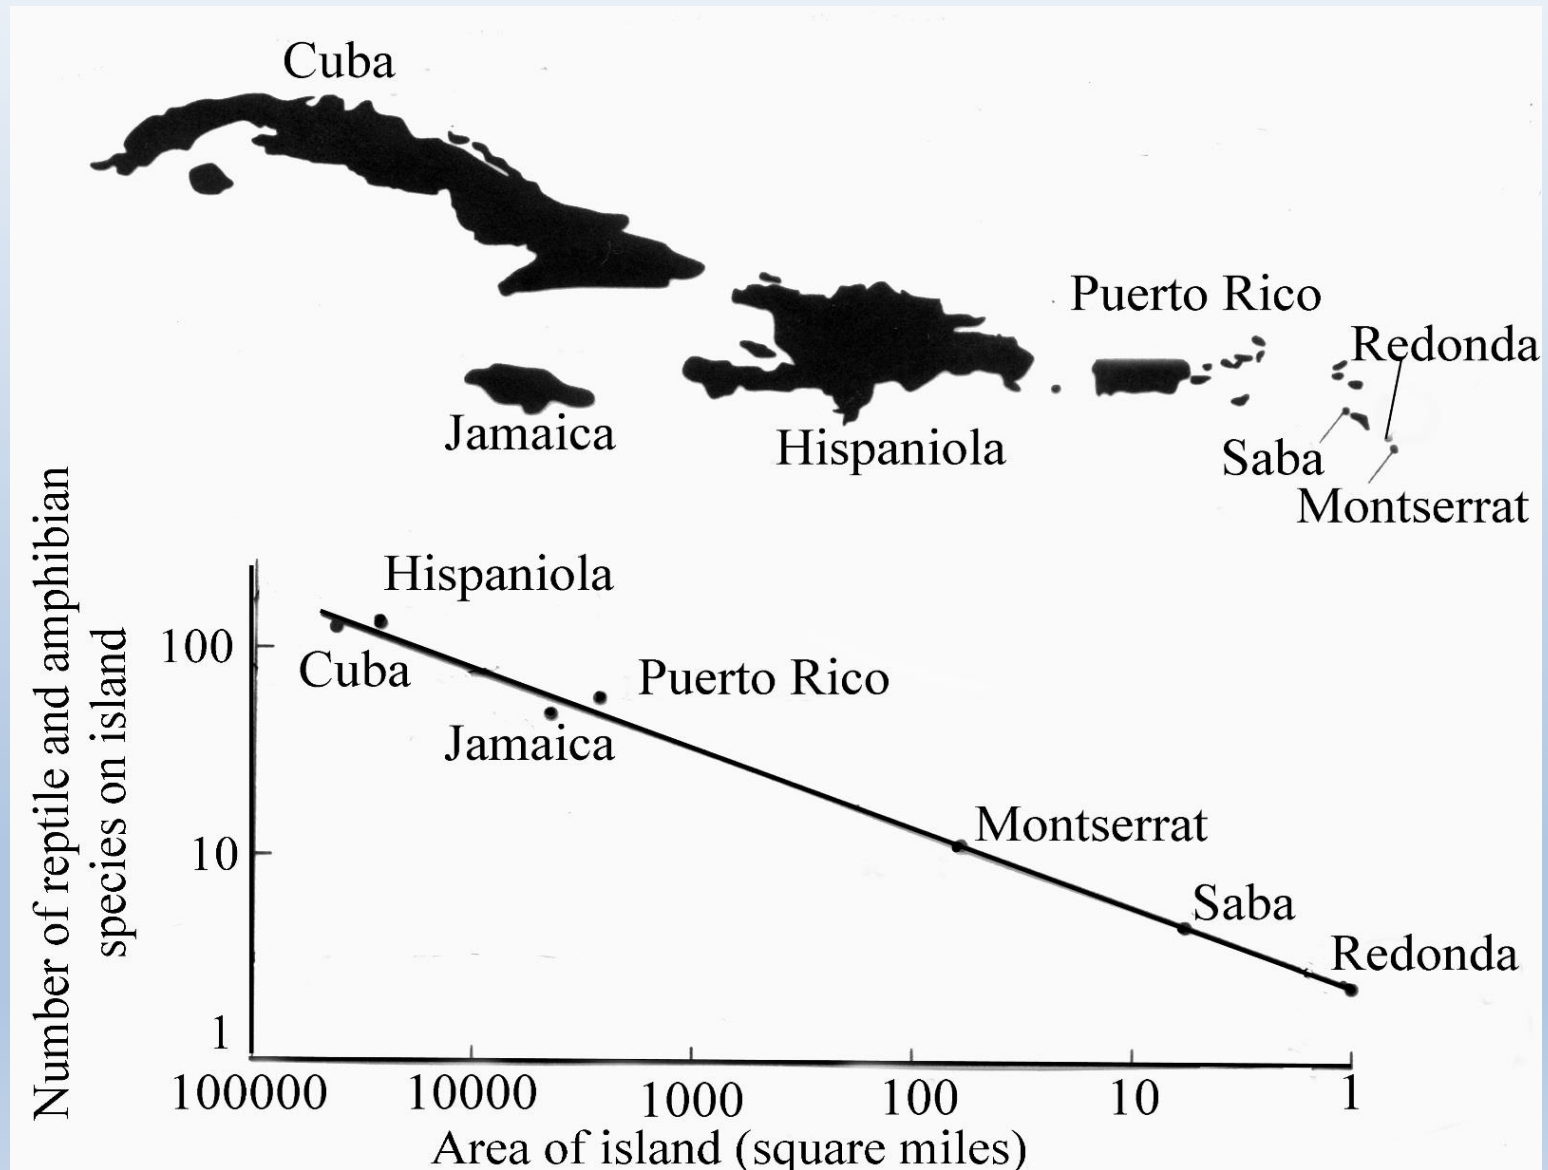 Cuba
Puerto Rico
Redonda
Jamaica
Hispaniola
Saba
Montserrat
Number of reptile and amphibian
species on island
Hispaniola
100
Cuba
Puerto Rico
Jamaica
Montserrat
10
Saba
Redonda
1
100000 10000 1000 100 10 1
Area of island (square miles)